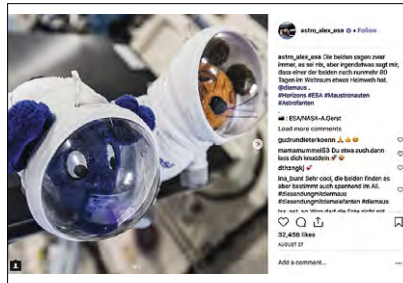 astro_alex_esa • Follow
astro_alex_esa Die beiden sagen zwar
immer, es sei nix, aber irgendetwas sagt mir,
dass einer der beiden nach nunmehr 80
Tagen im Weltraum etwas Heimweh hat.
@diemaus .
#Horizons #ESA #Maustronauten
#Astrofanten
: ESA/NASA-A.Gerst
Load more comments
gudrundieterkoenn
mamamummel53 Du etwa auch.dann
lass dich knuddeln
dthzngkj
ina_bunt Sehr cool, die beiden finden es
aber bestimmt auch spannend im All.
#diesendungmitdermaus
#diesendungmitdemelefanten @diemaus
32,456 likes
AUGUST 27
Add a comment...